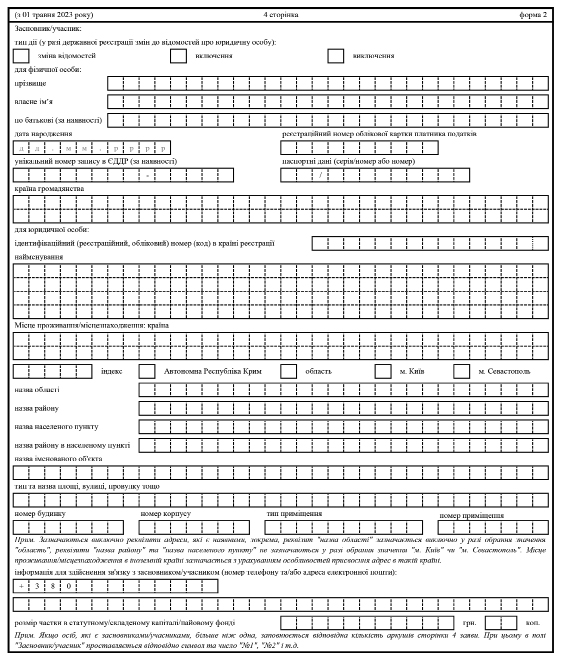 (з 01 травня 2023 року) 4 сторінка форма 2
Засновник/учасник:
тип дії (у разі державної реєстрації змін до відомостей про юридичну особу):
зміна відомостей включення виключення
для фізичної особи:
прізвище
власне ім'я
по батькові (за наявності)
дата народження реєстраційний номер облікової картки платника податків
д д . м м . р р р р
унікальний номер запису в ЄДДР (за наявності) паспортні дані (серія/номер або номер)
- /
країна громадянства
для юридичної особи:
ідентифікаційний (реєстраційний, обліковий) номер (код) в країні реєстрації
найменування
Місце проживання/місцезнаходження: країна
індекс Автономна Республіка Крим область м. Київ м. Севастополь
назва області
назва району
назва населеного пункту
назва району в населеному пункті
назва іменованого об'єкта
тип та назва площі, вулиці, провулку тощо
номер будинку номер корпусу тип приміщення номер приміщення
Прим. Зазначаються виключно реквізити адреси, які є наявними, зокрема, реквізит "назва області" зазначається виключно у разі обрання значення
"область", реквізити "назва району" та "назва населеного пункту" не зазначаються у разі обрання значення "м. Київ" чи "м. Севастополь". Місце
проживання/місцезнаходження в іноземній країні зазначається з урахуванням особливостей присвоєння адреси в такій країні.
інформація для здійснення зв'язку з засновником/учасником (номер телефону та/або адреса електронної пошти):
+ 3 8 0
розмір частки в статутному/складеному капіталі/пайовому фонді грн. коп.
Прим. Якщо осіб, які є засновниками/учасниками, більше ніж одна, заповнюється відповідна кількість аркушів сторінки 4 заяви. При цьому в полі
"Засновник/учасник" проставляється відповідно символ та число "№1", "№2" і т.д.